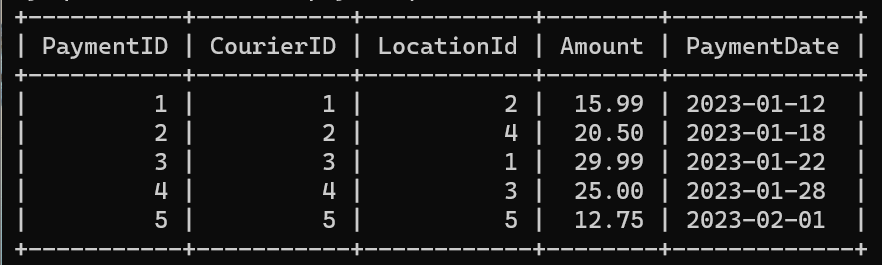 +-----------+-----------+------------+--------+-------------+
| PaymentID | CourierID | LocationId | Amount | PaymentDate |
+-----------+-----------+------------+--------+-------------+
|         1 |         1 |          2 |  15.99 | 2023-01-12  |
|         2 |         2 |          4 |  20.50 | 2023-01-18  |
|         3 |         3 |          1 |  29.99 | 2023-01-22  |
|         4 |         4 |          3 |  25.00 | 2023-01-28  |
|         5 |         5 |          5 |  12.75 | 2023-02-01  |
+-----------+-----------+------------+--------+-------------+